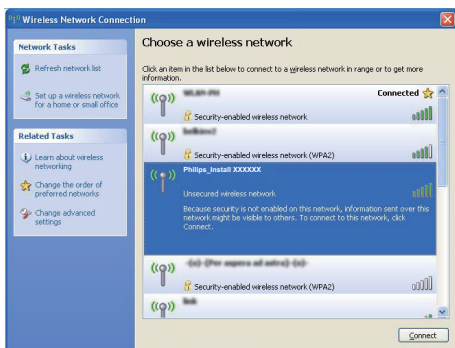 Wireless Network Connection
Network Tasks
Refresh network list
Set up a wireless network
for a home or small office
Related Tasks
Learn about wireless
networking
Change the order of
preferred networks
Change advanced
settings
Choose a wireless network
Click an item in the list below to connect to a wireless network in range or to get more
information.
Connected
Security-enabled wireless network
Security-enabled wireless network (WPA2)
Philips_Install XXXXXX
Unsecured wireless network
Because security is not enabled on this network, information sent over this
network might be visible to others. To connect to this network, click
Connect.
Security-enabled wireless network (WPA2)
Connect